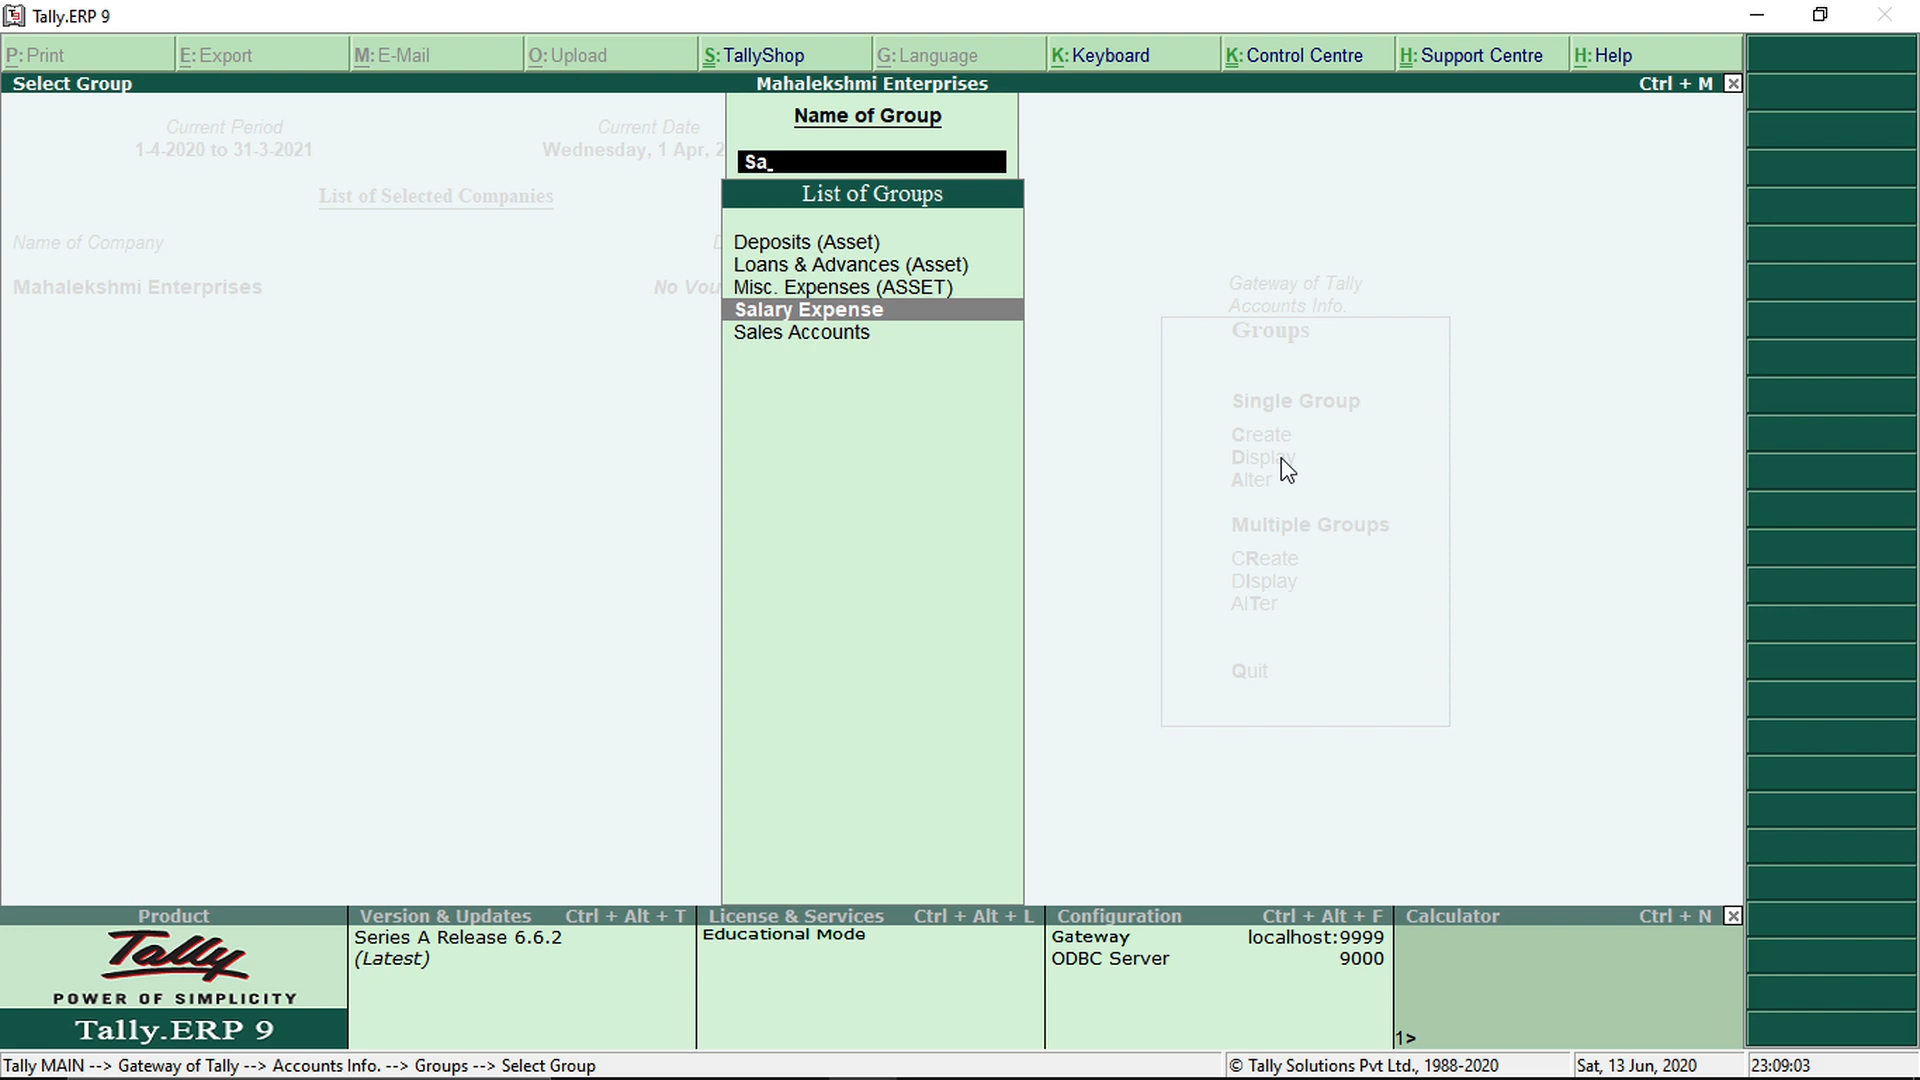 Tally.ERP 9
P: Print E: Export M: E-Mail O: Upload S: TallyShop G: Language K: Keyboard K: Control Centre H: Support Centre H: Help
Select Group Mahalekshmi Enterprises Ctrl + M
Name of Group
Current Period Current Date
1-4-2020 to 31-3-2021 Wednesday, 1 Apr, 2
Sa_
List of Selected Companies
List of Groups
Name of Company
Deposits (Asset)
Loans & Advances (Asset)
Misc. Expenses (ASSET)
Salary Expense
Sales Accounts
Mahalekshmi Enterprises No Vou
Gateway of Tally
Accounts Info.
Groups
Single Group
Create
Display
Alter
Multiple Groups
CReate
DIsplay
AlTer
Quit
Product
Tally
POWER OF SIMPLICITY
Tally.ERP 9
Version & Updates Ctrl + Alt + T
Series A Release 6.6.2
(Latest)
License & Services Ctrl + Alt + L
Educational Mode
Configuration Ctrl + Alt + F
Gateway localhost:9999
ODBC Server 9000
Calculator Ctrl + N
1>
Tally MAIN --> Gateway of Tally --> Accounts Info. --> Groups --> Select Group © Tally Solutions Pvt Ltd., 1988-2020 Sat, 13 Jun, 2020 23:09:03